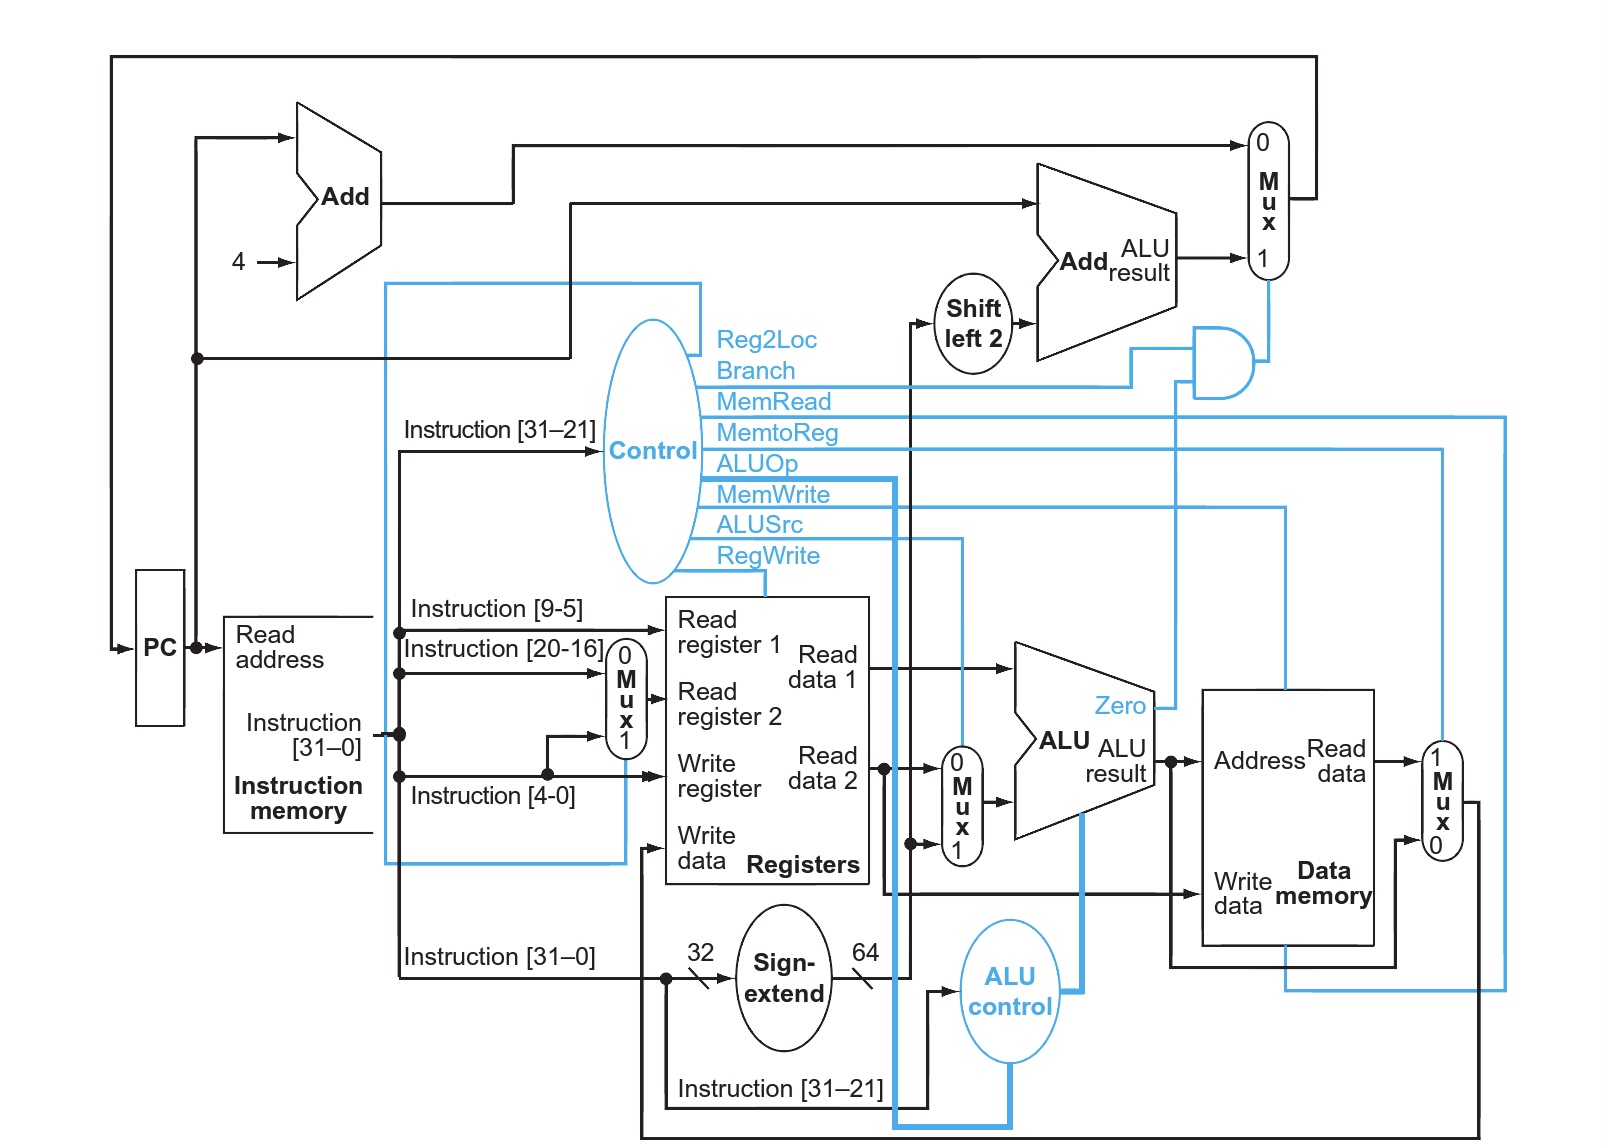 0
M
u
x
1
Add
4
Add
ALU
result
Shift
left 2
Reg2Loc
Branch
MemRead
MemtoReg
ALUOp
MemWrite
ALUSrc
RegWrite
Control
Instruction [31–21]
PC
Read
address
Instruction
[31–0]
Instruction
memory
Instruction [9-5]
Instruction [20-16]
Instruction [4-0]
0
M
u
x
1
Read
register 1
Read
register 2
Write
register
Write
data
Read
data 1
Read
data 2
Registers
0
M
u
x
1
Zero
ALU
ALU
result
Address
Read
data
Write
data
Data
memory
1
M
u
x
0
Instruction [31–0]
32
Sign-
extend
64
ALU
control
Instruction [31–21]